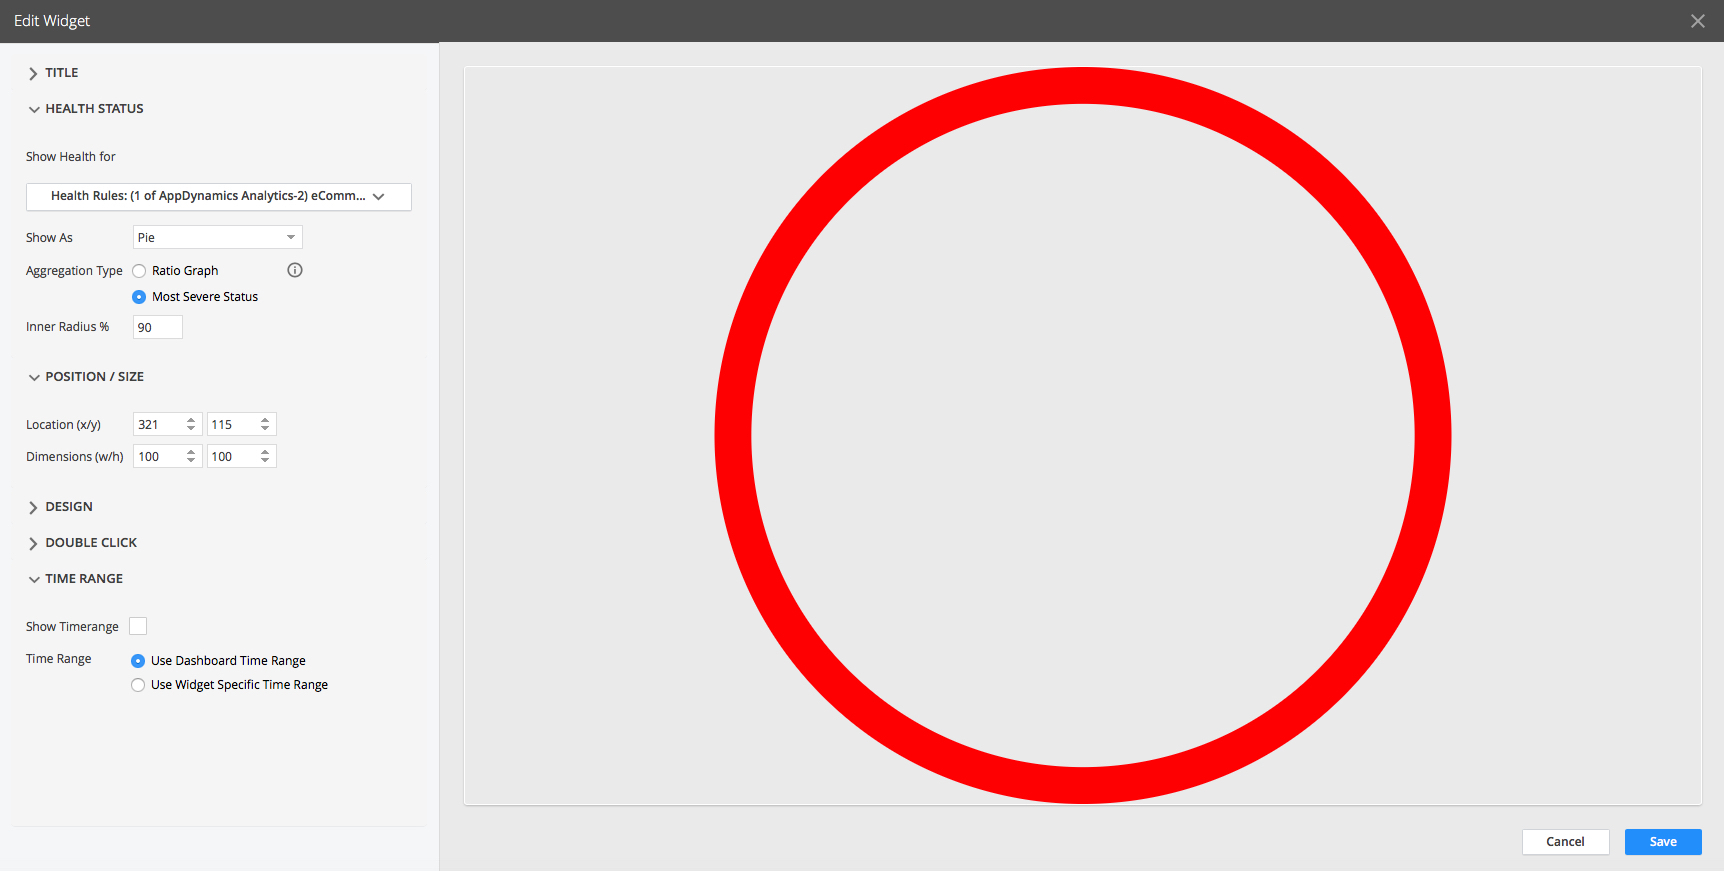 Edit Widget
TITLE
HEALTH STATUS
Show Health for
Health Rules: (1 of AppDynamics Analytics-2) eComm...
Show As Pie
Aggregation Type Ratio Graph
Most Severe Status
Inner Radius % 90
POSITION / SIZE
Location (x/y) 321 115
Dimensions (w/h) 100 100
DESIGN
DOUBLE CLICK
TIME RANGE
Show Timerange
Time Range Use Dashboard Time Range
Use Widget Specific Time Range
Cancel Save